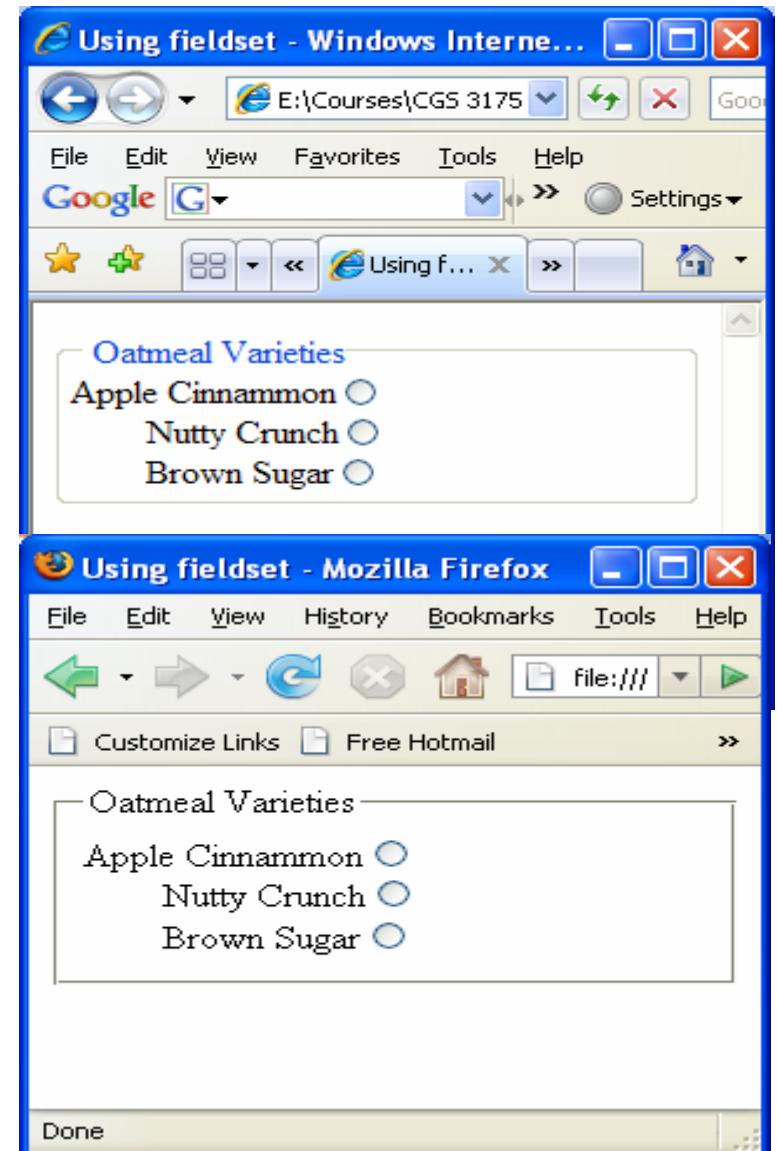 Using fieldset - Windows Interne...
E:\Courses\CGS 3175
Goo
File Edit View Favorites Tools Help
Google G Settings
« Using f... »
Oatmeal Varieties
Apple Cinnammon
Nutty Crunch
Brown Sugar
Using fieldset - Mozilla Firefox
File Edit View History Bookmarks Tools Help
file:///
Customize Links Free Hotmail »
Oatmeal Varieties
Apple Cinnammon
Nutty Crunch
Brown Sugar
Done